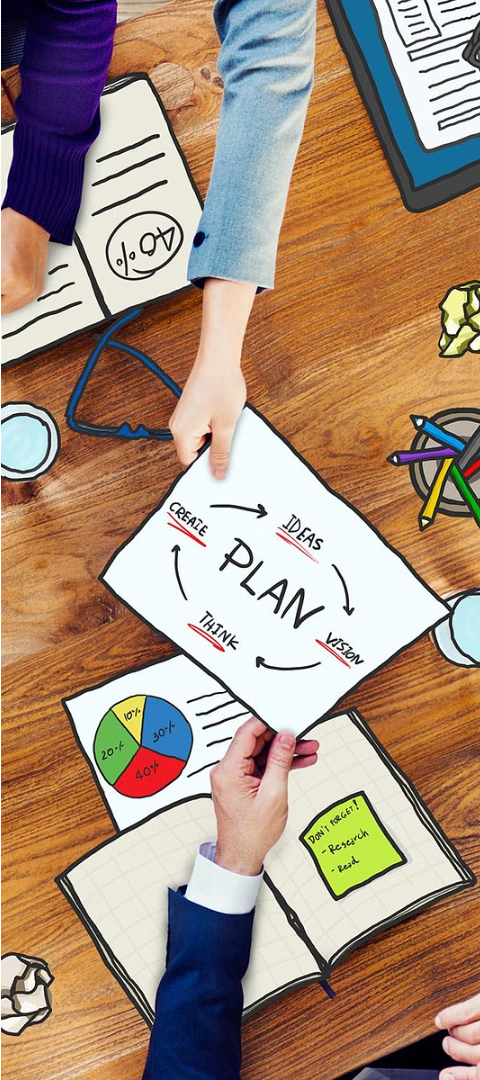 40%
CREATE
IDEAS
PLAN
THINK
VISION
10%
20%
30%
40%
DON'T FORGET!
- Research
- Read